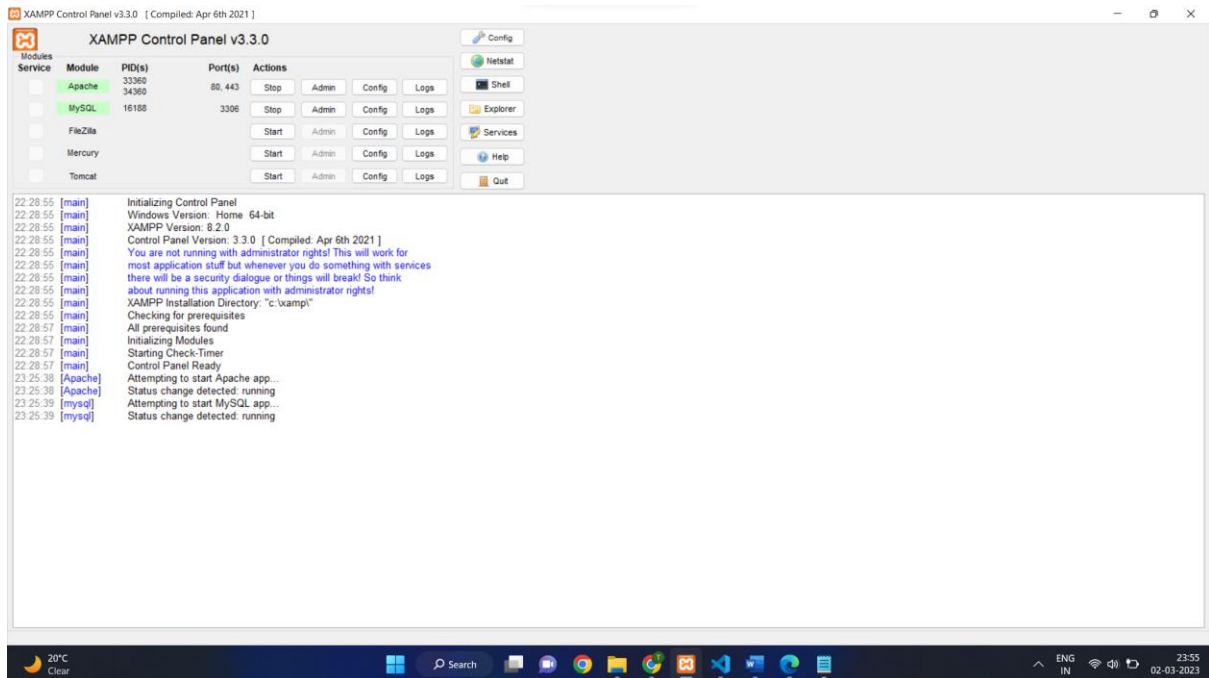 XAMPP Control Panel v3.3.0 [ Compiled: Apr 6th 2021 ]
XAMPP Control Panel v3.3.0
Config
Modules
Netstat
Service Module PID(s) Port(s) Actions
Apache 33360 34360 80, 443 Stop Admin Config Logs
Shell
MySQL 16188 3306 Stop Admin Config Logs
Explorer
FileZilla Start Admin Config Logs
Services
Mercury Start Admin Config Logs
Help
Tomcat Start Admin Config Logs
Quit
22:28:55 [main] Initializing Control Panel
22:28:55 [main] Windows Version: Home 64-bit
22:28:55 [main] XAMPP Version: 8.2.0
22:28:55 [main] Control Panel Version: 3.3.0 [ Compiled: Apr 6th 2021 ]
22:28:55 [main] You are not running with administrator rights! This will work for
22:28:55 [main] most application stuff but whenever you do something with services
22:28:55 [main] there will be a security dialogue or things will break! So think
22:28:55 [main] about running this application with administrator rights!
22:28:55 [main] XAMPP Installation Directory: "c:\xamp\"
22:28:55 [main] Checking for prerequisites
22:28:57 [main] All prerequisites found
22:28:57 [main] Initializing Modules
22:28:57 [main] Starting Check-Timer
22:28:57 [main] Control Panel Ready
23:25:38 [Apache] Attempting to start Apache app...
23:25:38 [Apache] Status change detected: running
23:25:39 [mysql] Attempting to start MySQL app...
23:25:39 [mysql] Status change detected: running
20°C
Clear
Search
ENG
IN
23:55
02-03-2023